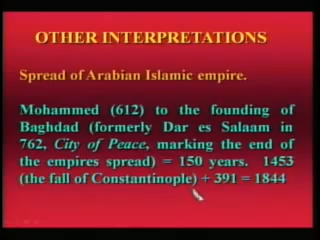 OTHER INTERPRETATIONS
Spread of Arabian Islamic empire.
Mohammed (612) to the founding of
Baghdad (formerly Dar es Salaam in
762, City of Peace, marking the end of
the empires spread) = 150 years. 1453
(the fall of Constantinople) + 391 = 1844